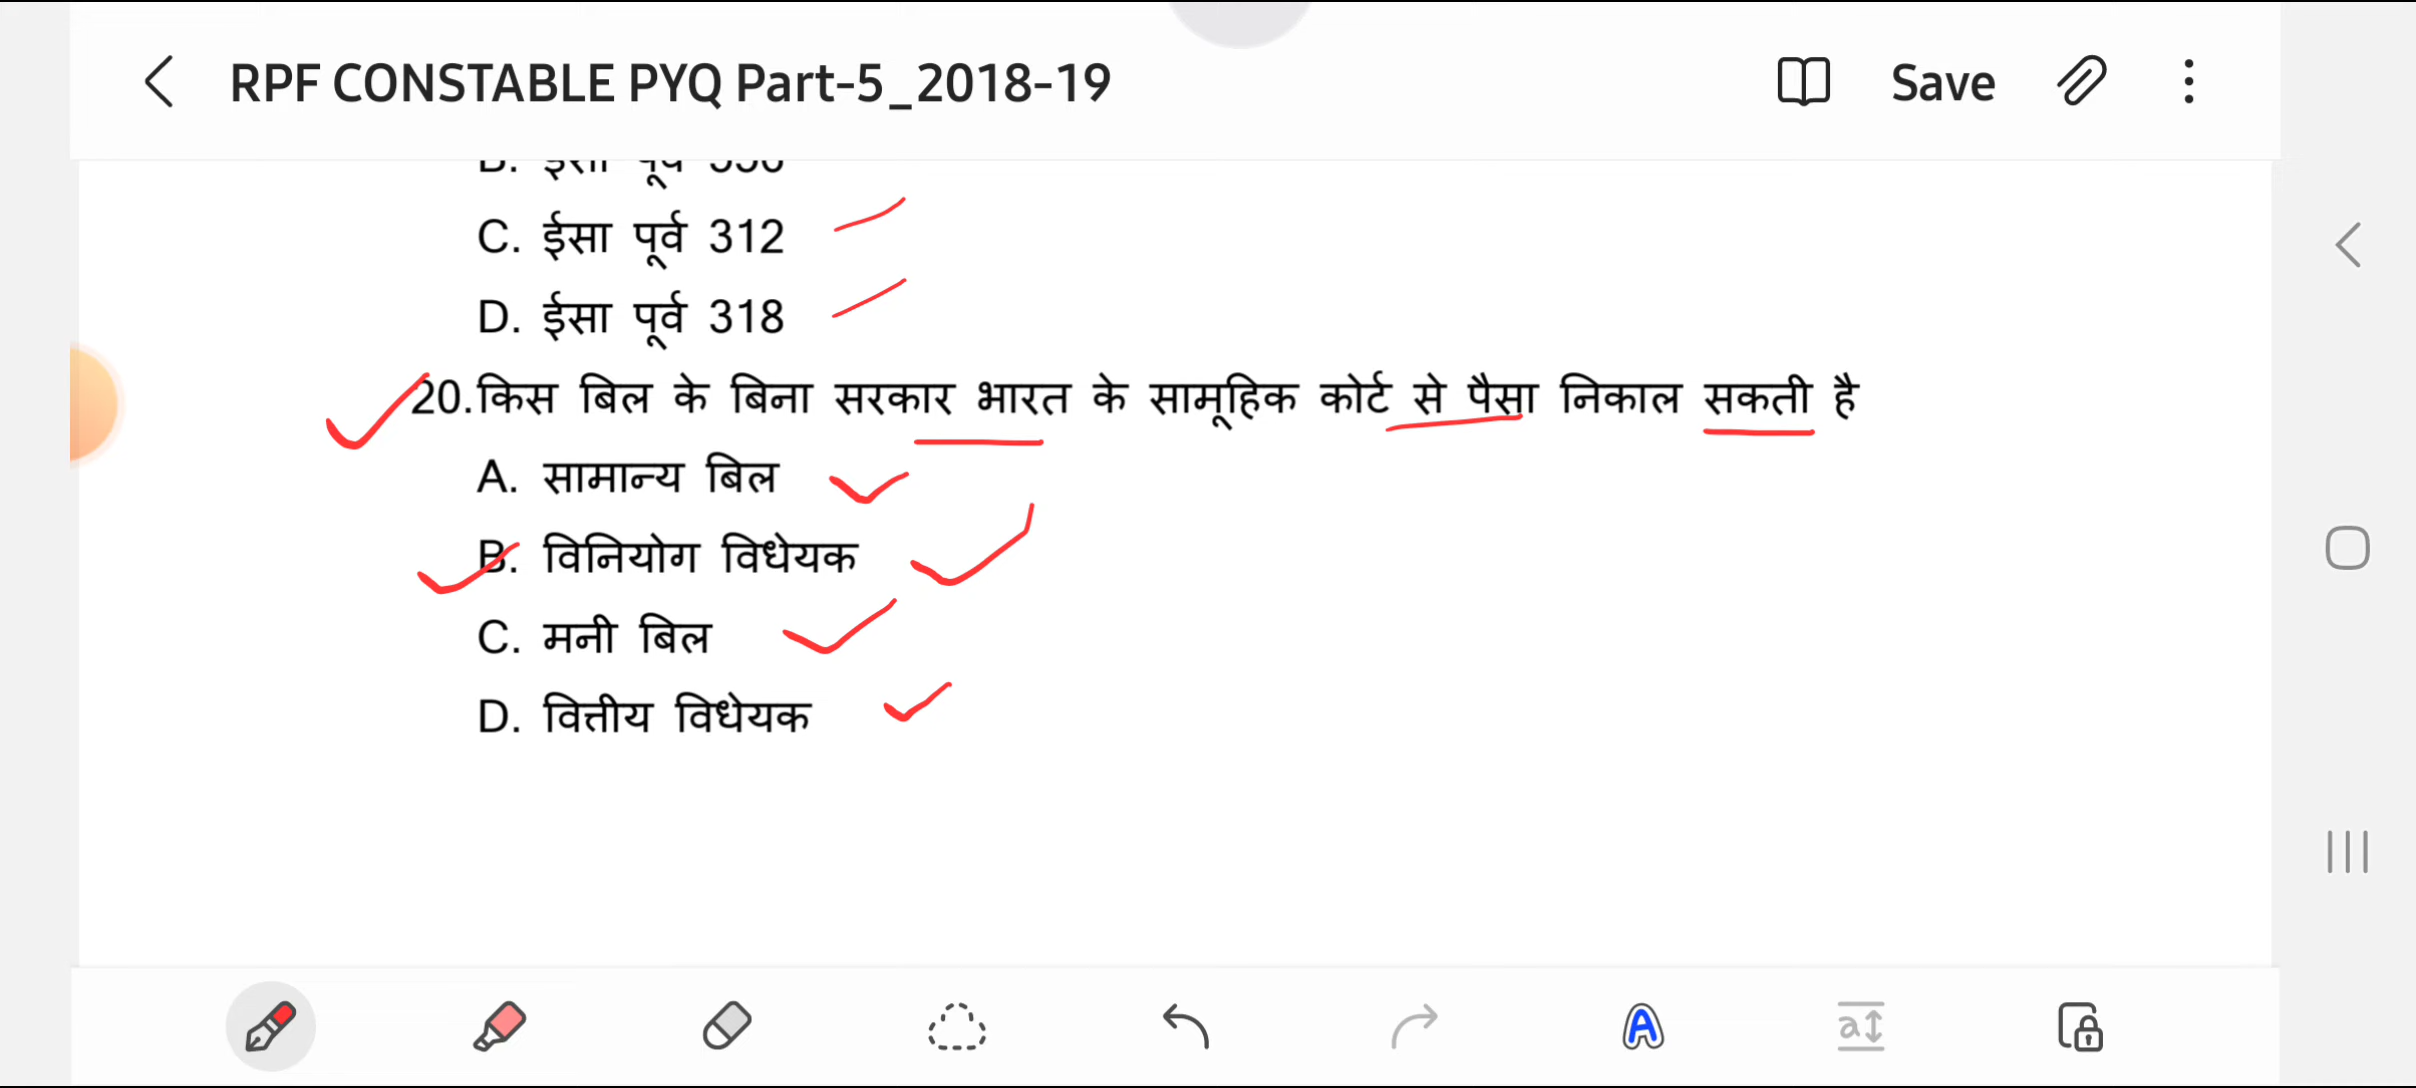 RPF CONSTABLE PYQ Part-5_2018-19
Save
C. ईसा पूर्व 312
D. ईसा पूर्व 318
20.किस बिल के बिना सरकार भारत के सामूहिक कोर्ट से पैसा निकाल सकती है
A. सामान्य बिल
B. विनियोग विधेयक
C. मनी बिल
D. वित्तीय विधेयक